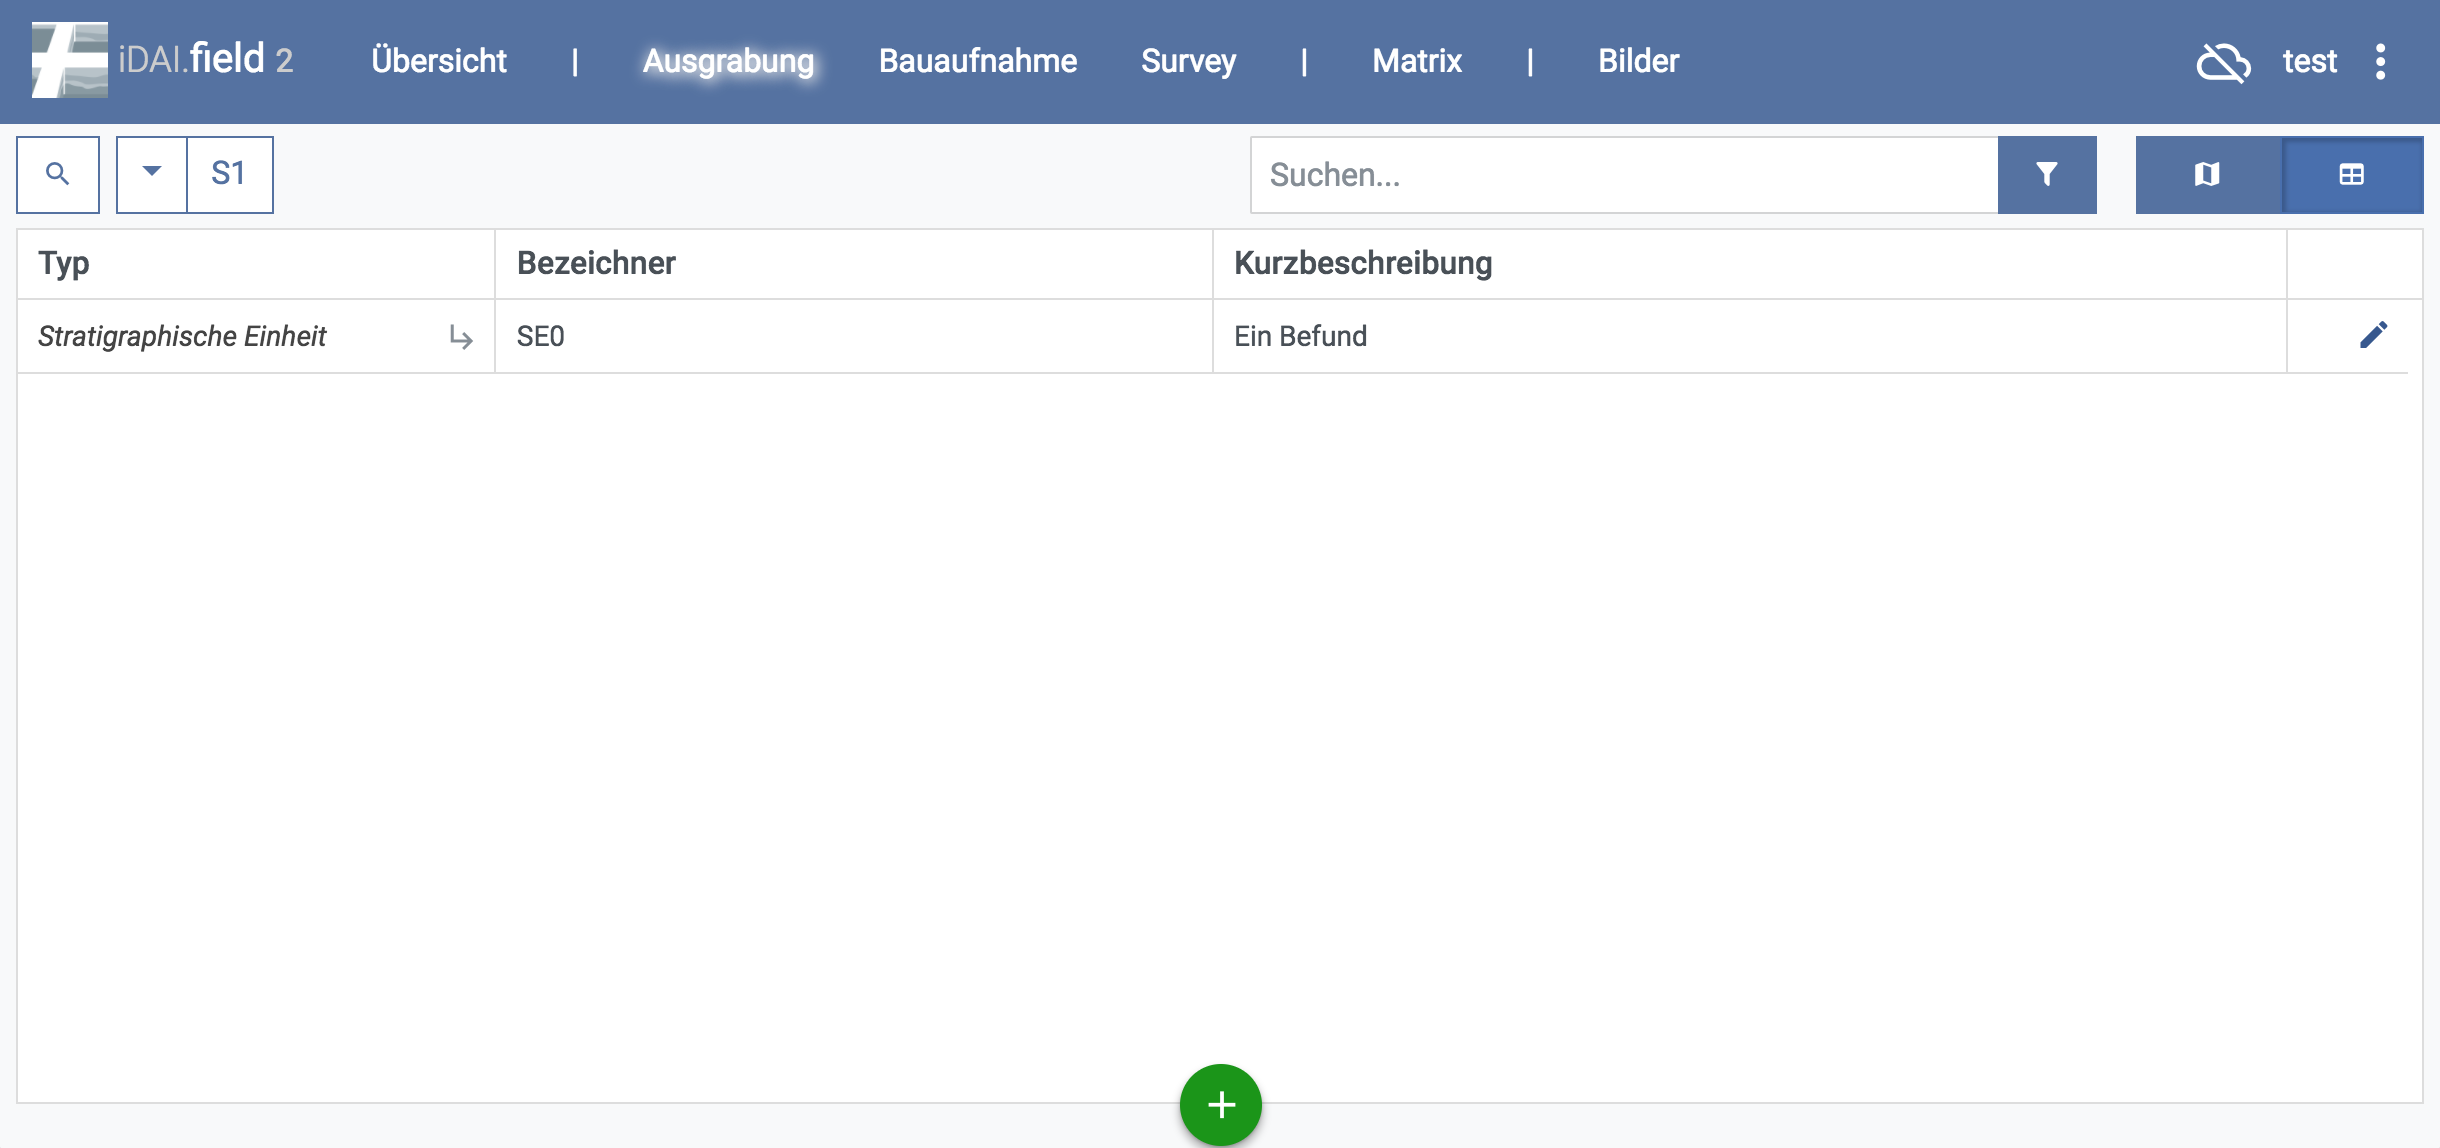 iDAI.field 2 Übersicht | Ausgrabung Bauaufnahme Survey | Matrix | Bilder test
S1 Suchen...
Typ Bezeichner Kurzbeschreibung
Stratigraphische Einheit SE0 Ein Befund